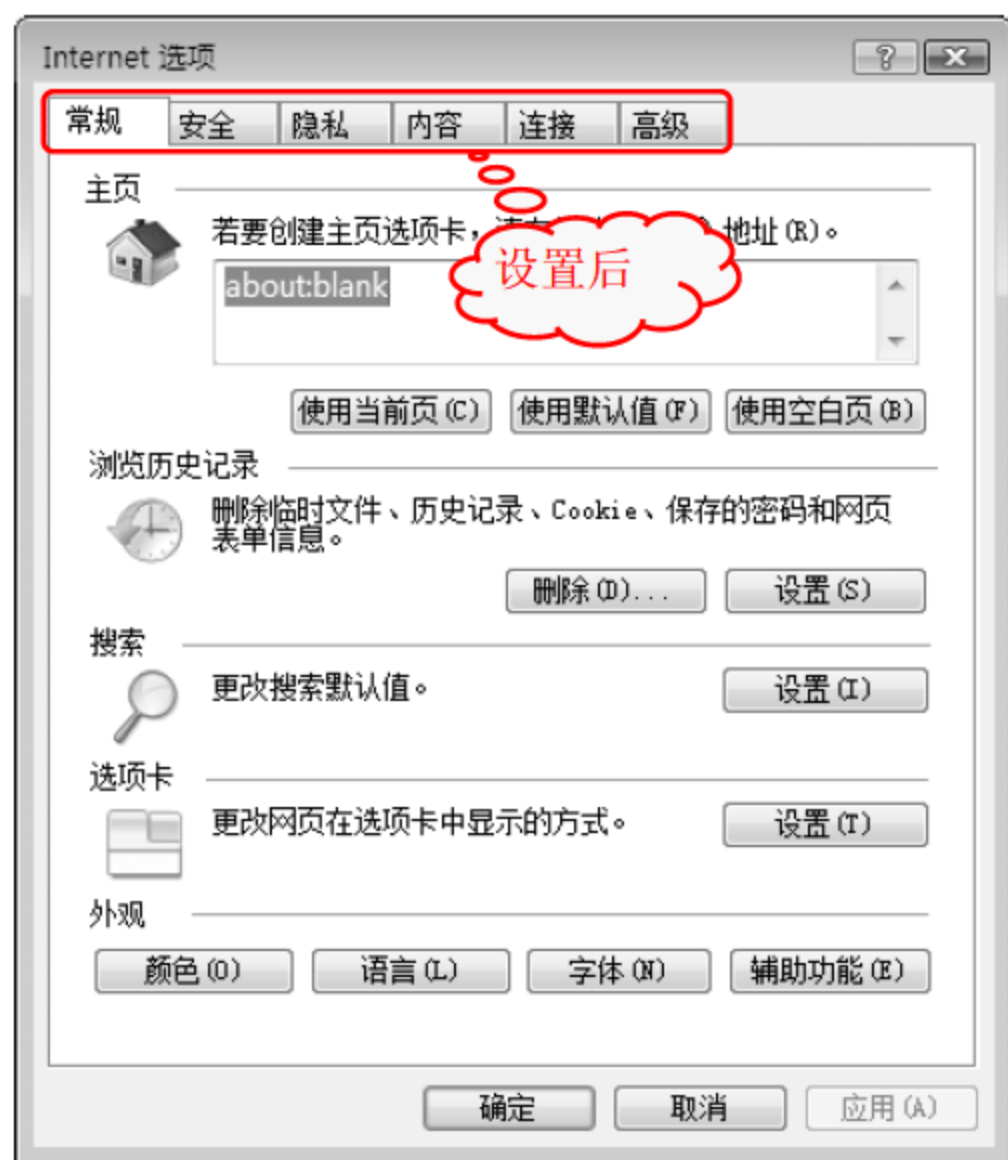 Internet 选项
常规 安全 隐私 内容 连接 高级
主页
若要创建主页选项卡，地址(R)。
设置后
about:blank
使用当前页(C) 使用默认值(F) 使用空白页(B)
浏览历史记录
删除临时文件、历史记录、Cookie、保存的密码和网页
表单信息。
删除(D)... 设置(S)
搜索
更改搜索默认值。 设置(I)
选项卡
更改网页在选项卡中显示的方式。 设置(T)
外观
颜色(O) 语言(L) 字体(N) 辅助功能(E)
确定 取消 应用(A)